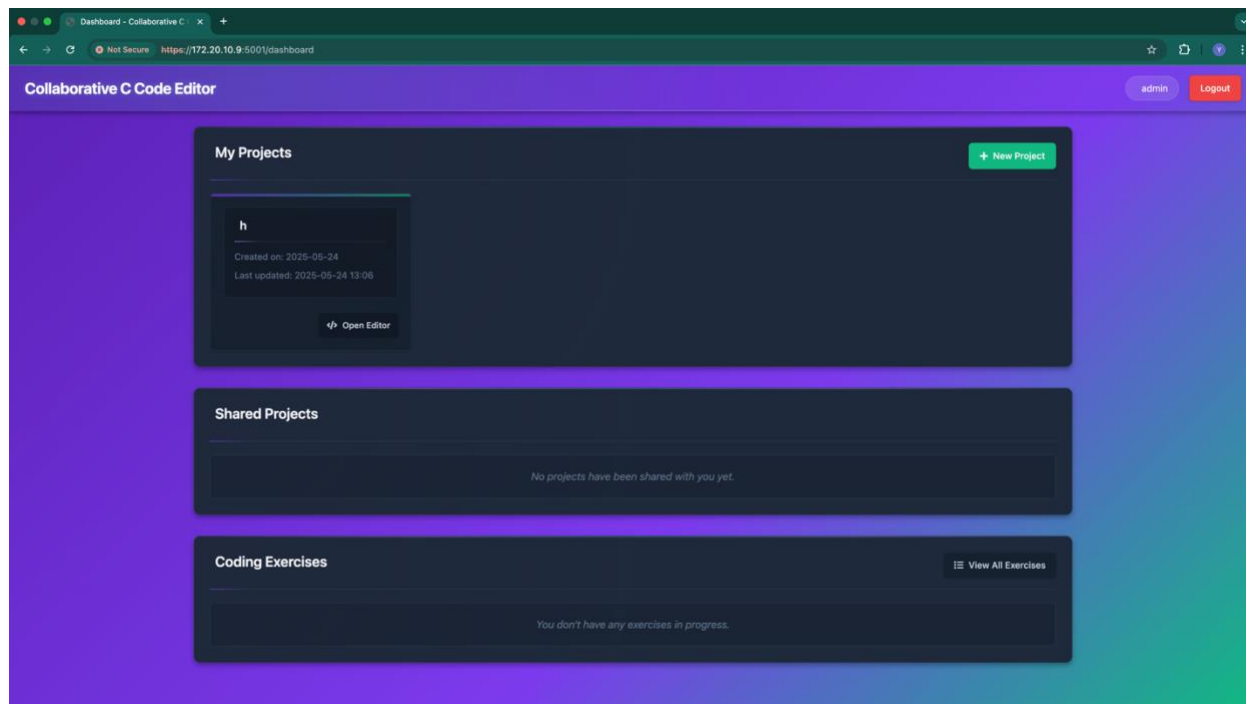 Dashboard - Collaborative C
Not Secure https://172.20.10.9:5001/dashboard
Collaborative C Code Editor
admin
Logout
My Projects
+ New Project
h
Created on: 2025-05-24
Last updated: 2025-05-24 13:06
</> Open Editor
Shared Projects
No projects have been shared with you yet.
Coding Exercises
View All Exercises
You don't have any exercises in progress.